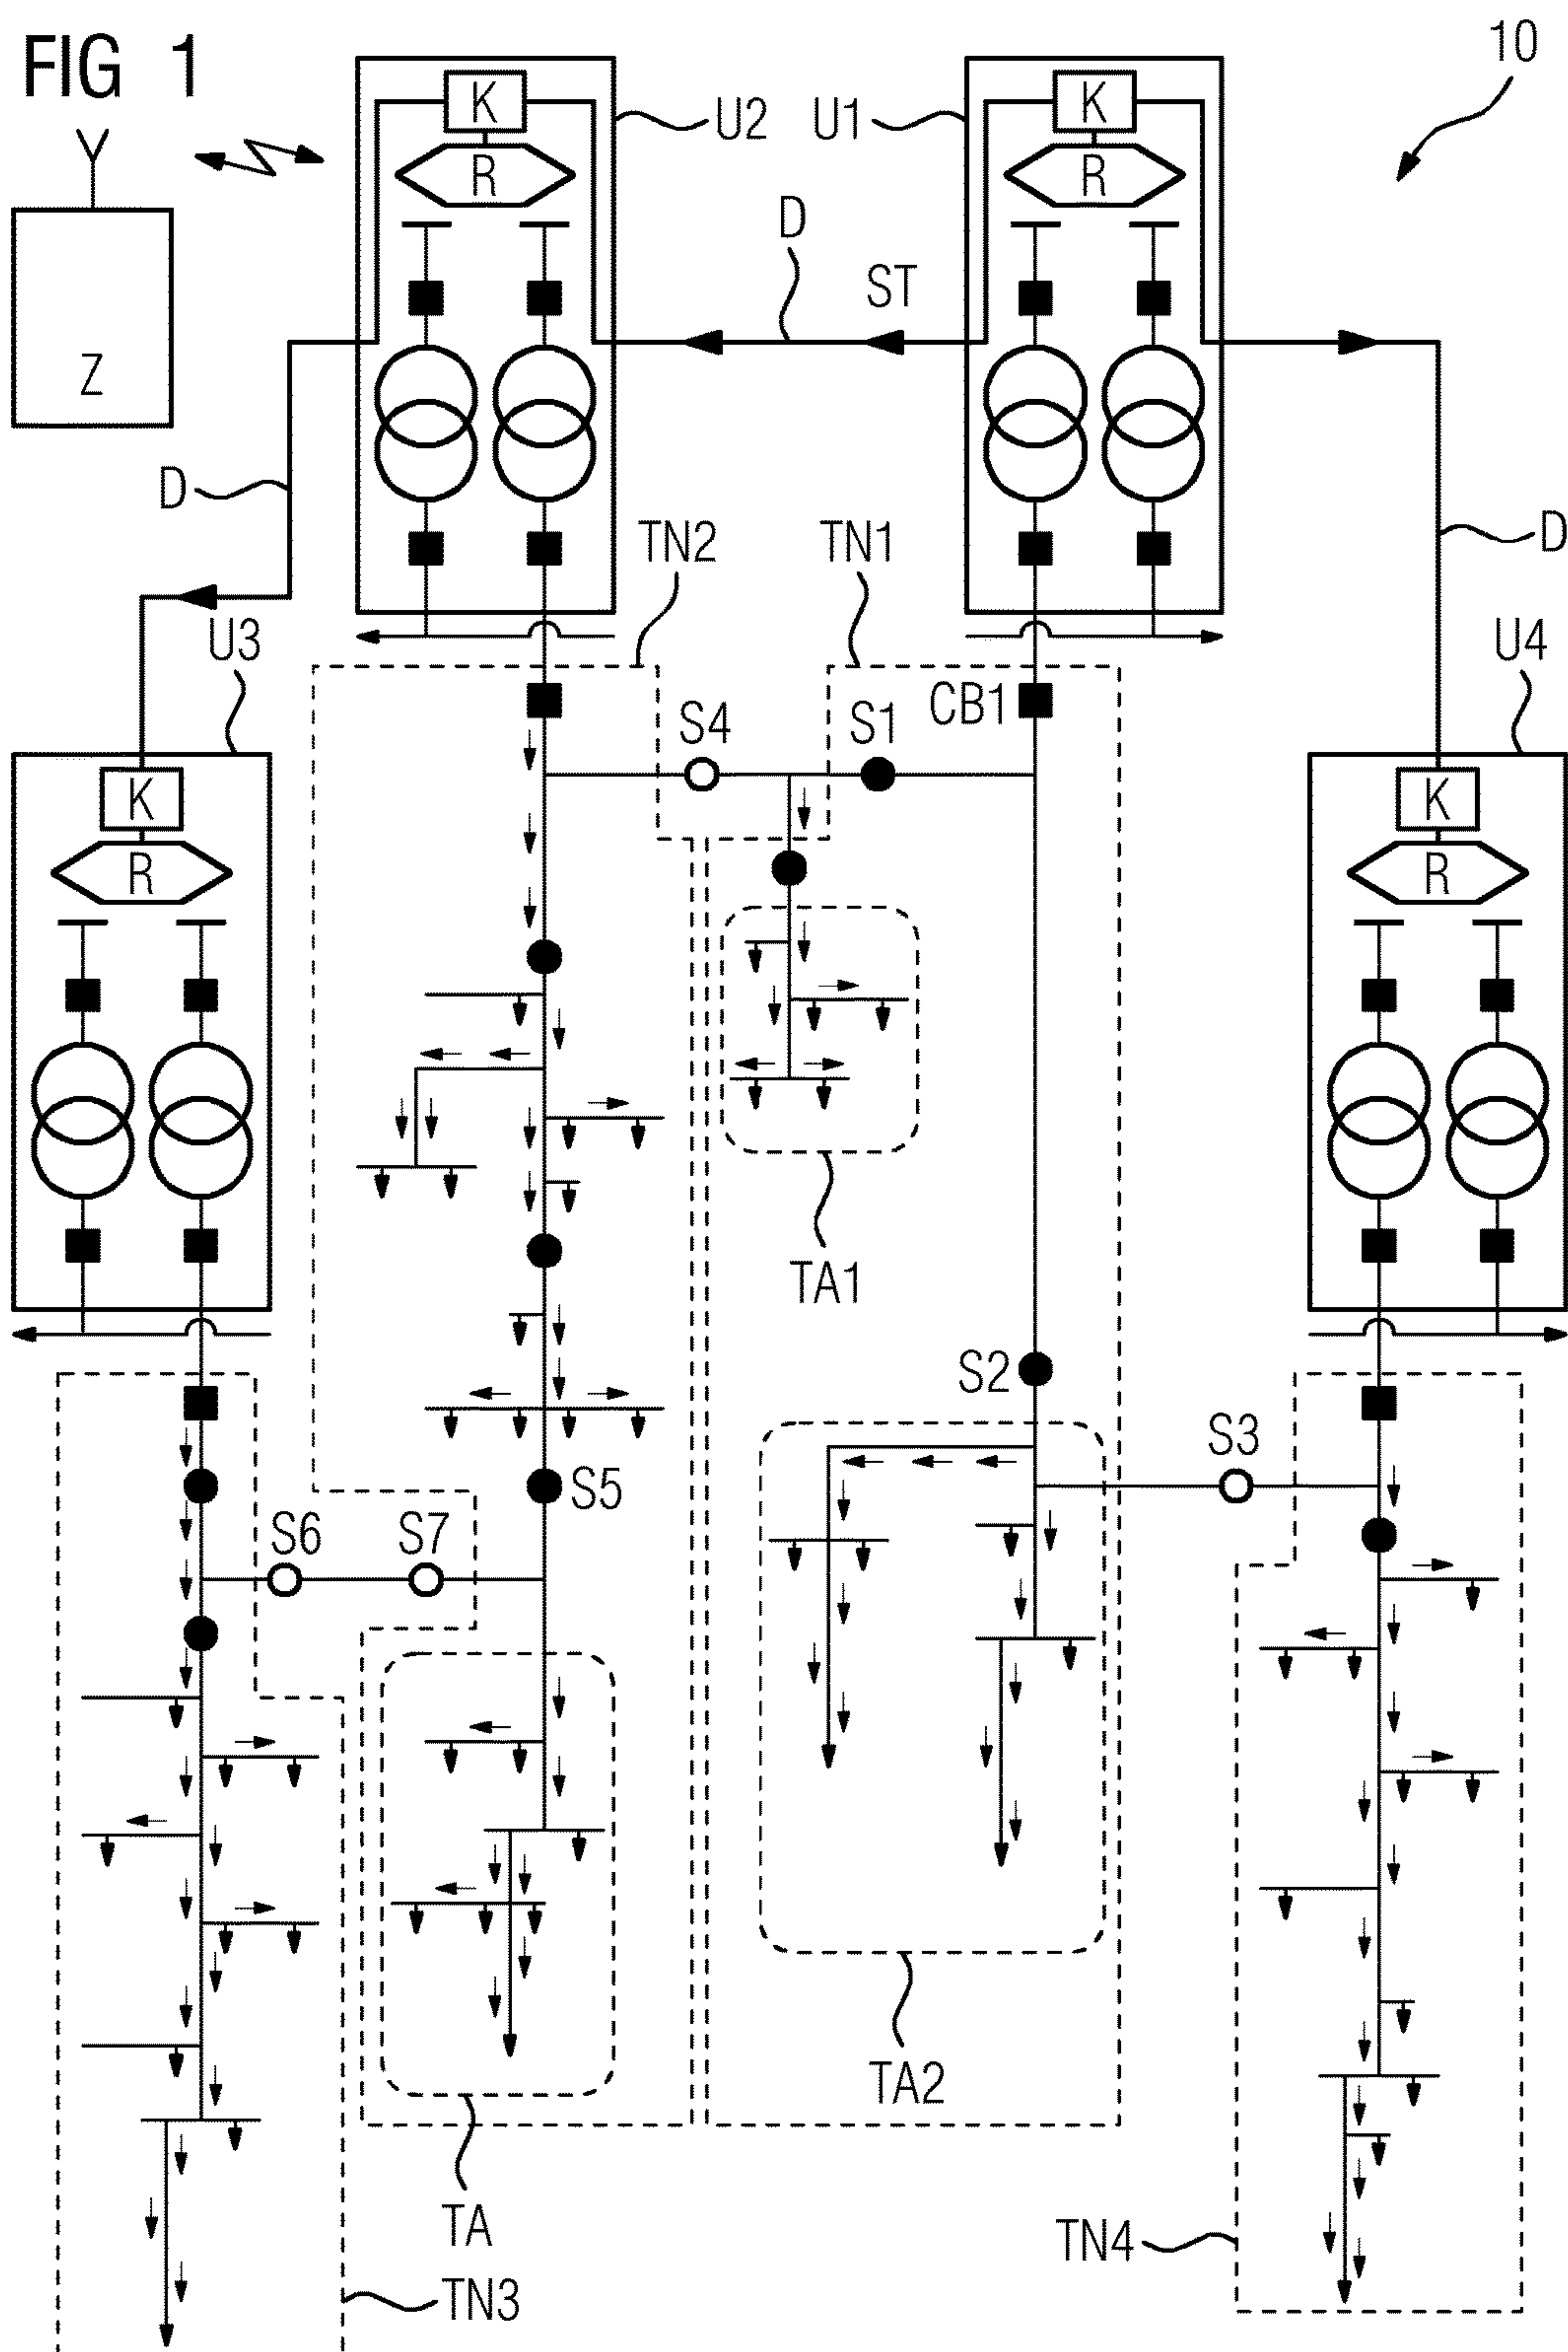 FIG 1
10
K
U2
U1
K
R
R
D
ST
Z
D
TN2
TN1
D
U3
U4
S4
S1
CB1
K
K
R
R
TA1
S2
S3
S5
S6
S7
TA2
TA
TN4
TN3